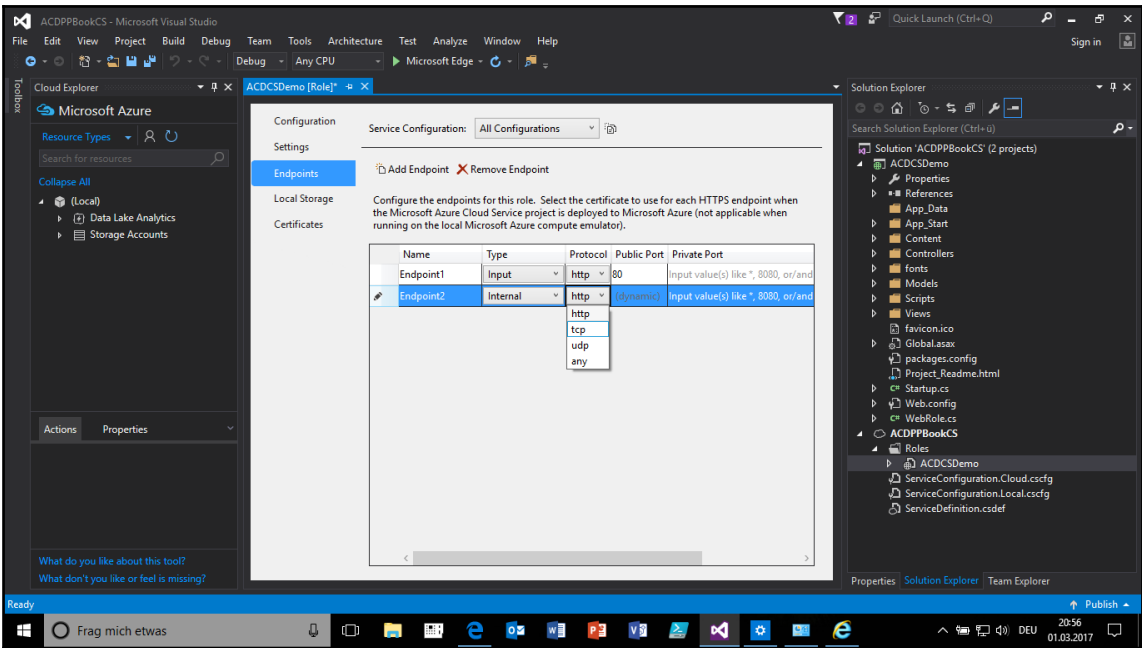 ACDPPBookCS - Microsoft Visual Studio
2
Quick Launch (Ctrl+Q)
File Edit View Project Build Debug Team Tools Architecture Test Analyze Window Help
Sign in
Debug Any CPU Microsoft Edge
Toolbox
Cloud Explorer
Microsoft Azure
Resource Types
Search for resources
Collapse All
(Local)
Data Lake Analytics
Storage Accounts
Actions Properties
What do you like about this tool?
What don't you like or feel is missing?
ACDCSDemo [Role]*
Configuration
Settings
Endpoints
Local Storage
Certificates
Service Configuration: All Configurations
Add Endpoint Remove Endpoint
Configure the endpoints for this role. Select the certificate to use for each HTTPS endpoint when
the Microsoft Azure Cloud Service project is deployed to Microsoft Azure (not applicable when
running on the local Microsoft Azure compute emulator).
Name Type Protocol Public Port Private Port
Endpoint1 Input http 80 Input value(s) like *, 8080, or/and
Endpoint2 Internal http (dynamic) Input value(s) like *, 8080, or/and
http
tcp
udp
any
Solution Explorer
Search Solution Explorer (Ctrl+ü)
Solution 'ACDPPBookCS' (2 projects)
ACDCSDemo
Properties
References
App_Data
App_Start
Content
Controllers
fonts
Models
Scripts
Views
favicon.ico
Global.asax
packages.config
Project_Readme.html
C# Startup.cs
Web.config
C# WebRole.cs
ACDPPBookCS
Roles
ACDCSDemo
ServiceConfiguration.Cloud.cscfg
ServiceConfiguration.Local.cscfg
ServiceDefinition.csdef
Properties Solution Explorer Team Explorer
Ready
Publish
Frag mich etwas
DEU
20:56
01.03.2017